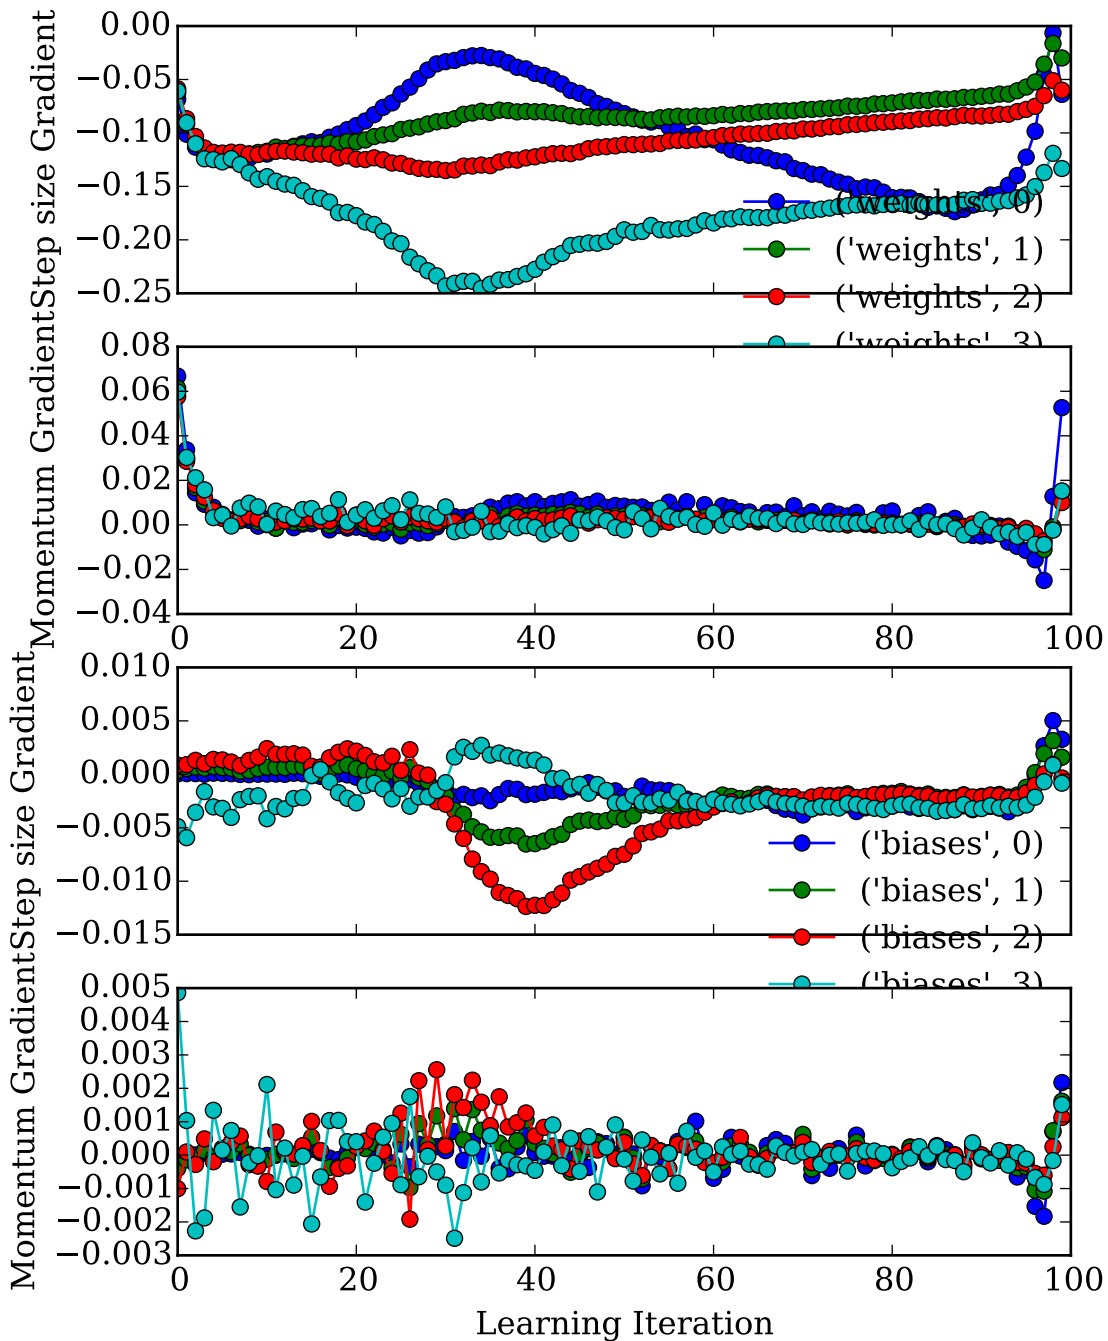 0.00
−0.05
−0.10
−0.15
−0.20
−0.25
Step size Gradient
('weights', 0)
('weights', 1)
('weights', 2)
('weights', 3)
0.08
0.06
0.04
0.02
0.00
−0.02
−0.04
Momentum Gradient
0 20 40 60 80 100
0.010
0.005
0.000
−0.005
−0.010
−0.015
Step size Gradient
('biases', 0)
('biases', 1)
('biases', 2)
('biases', 3)
0.005
0.004
0.003
0.002
0.001
0.000
−0.001
−0.002
−0.003
Momentum Gradient
0 20 40 60 80 100
Learning Iteration